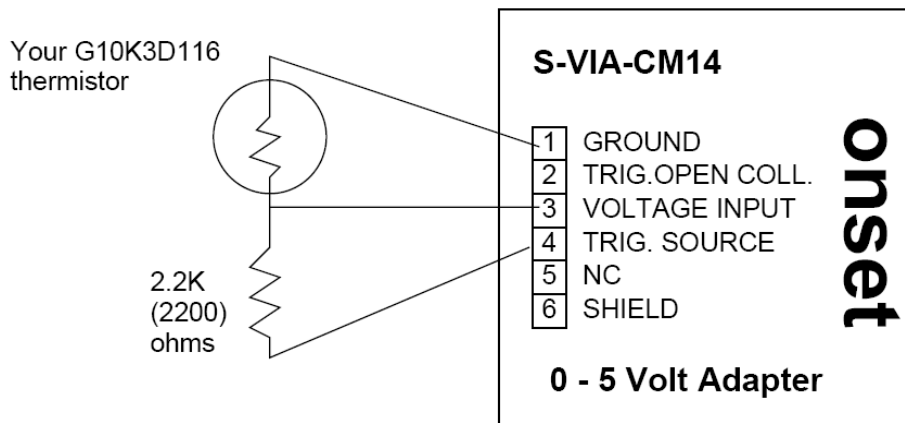 Your G10K3D116
thermistor
2.2K
(2200)
ohms
S-VIA-CM14
1 GROUND
2 TRIG.OPEN COLL.
3 VOLTAGE INPUT
4 TRIG. SOURCE
5 NC
6 SHIELD
onset
0 - 5 Volt Adapter